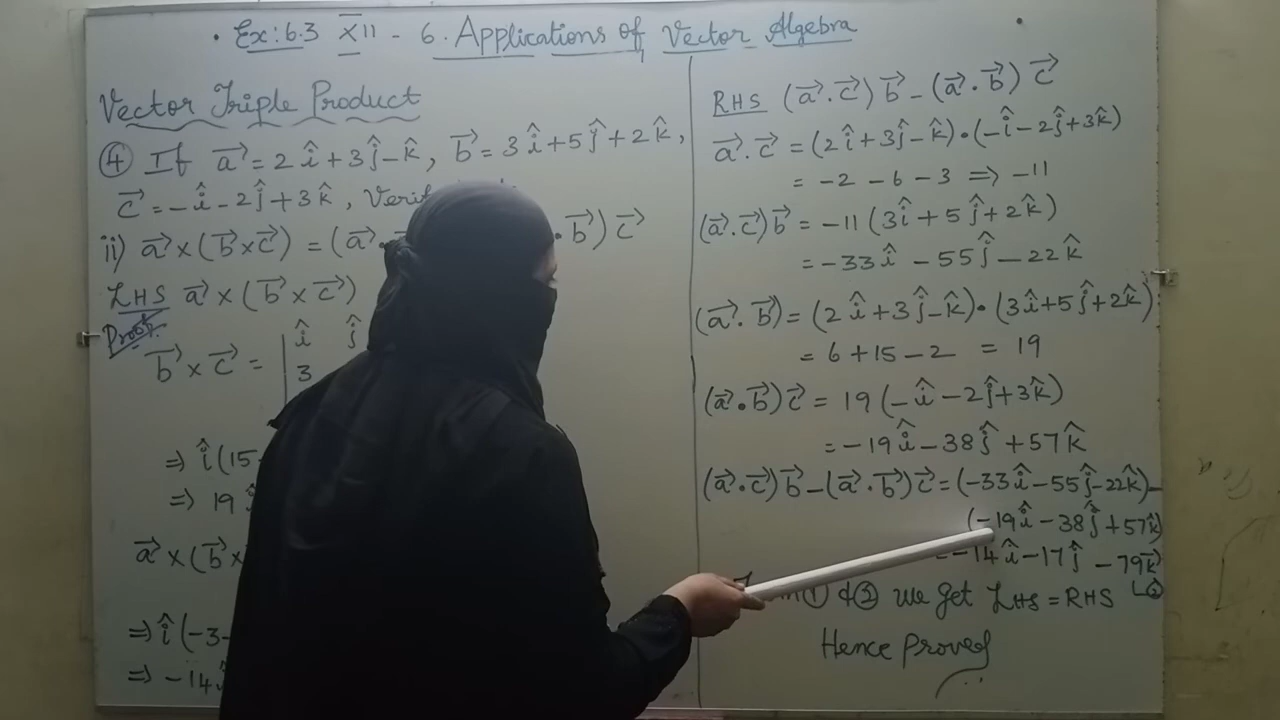 · Ex: 6.3 XII - 6. Applications of Vector Algebra ·
Vector Triple Product
④ If a⃗ = 2î + 3ĵ - k̂, b⃗ = 3î + 5ĵ + 2k̂,
c⃗ = -î - 2ĵ + 3k̂,
ii) a⃗ × (b⃗ × c⃗) = (a⃗ · b⃗) c⃗
LHS a⃗ × (b⃗ × c⃗)
Proof:
b⃗ × c⃗ = | î ĵ
3
⇒ î (15
⇒ 19
a⃗ × (b⃗ ×
⇒ î (-3-
⇒ -14î
RHS (a⃗ . c⃗) b⃗ - (a⃗ . b⃗) c⃗
a⃗ . c⃗ = (2î + 3ĵ - k̂) · (-î - 2ĵ + 3k̂)
= -2 - 6 - 3 ⇒ -11
(a⃗ . c⃗) b⃗ = -11 (3î + 5ĵ + 2k̂)
= -33î - 55ĵ - 22k̂
(a⃗ . b⃗) = (2î + 3ĵ - k̂) · (3î + 5ĵ + 2k̂)
= 6 + 15 - 2 = 19
(a⃗ · b⃗) c⃗ = 19 (-î - 2ĵ + 3k̂)
= -19î - 38ĵ + 57k̂
(a⃗ · c⃗) b⃗ - (a⃗ · b⃗) c⃗ = (-33î - 55ĵ - 22k̂) -
(-19î - 38ĵ + 57k̂)
= -14î - 17ĵ - 79k̂
① & ② We get LHS = RHS
Hence Proved